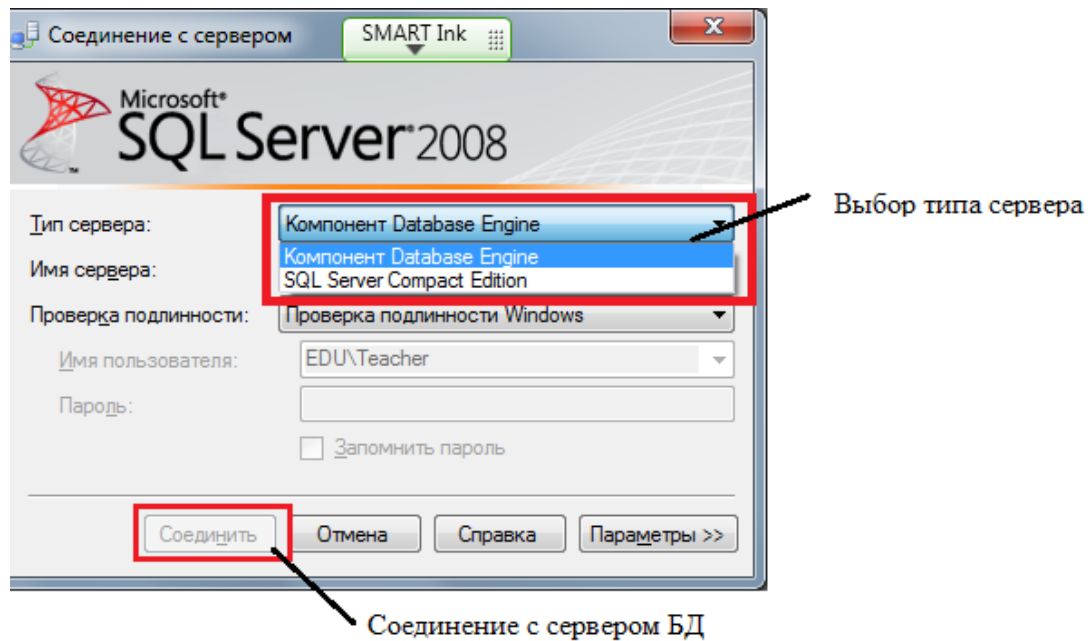 Соединение с сервером
SMART Ink
Microsoft®
SQL Server® 2008
Тип сервера:
Компонент Database Engine
Выбор типа сервера
Компонент Database Engine
Имя сервера:
SQL Server Compact Edition
Проверка подлинности:
Проверка подлинности Windows
Имя пользователя:
EDU\Teacher
Пароль:
Запомнить пароль
Соединить
Отмена
Справка
Параметры >>
Соединение с сервером БД